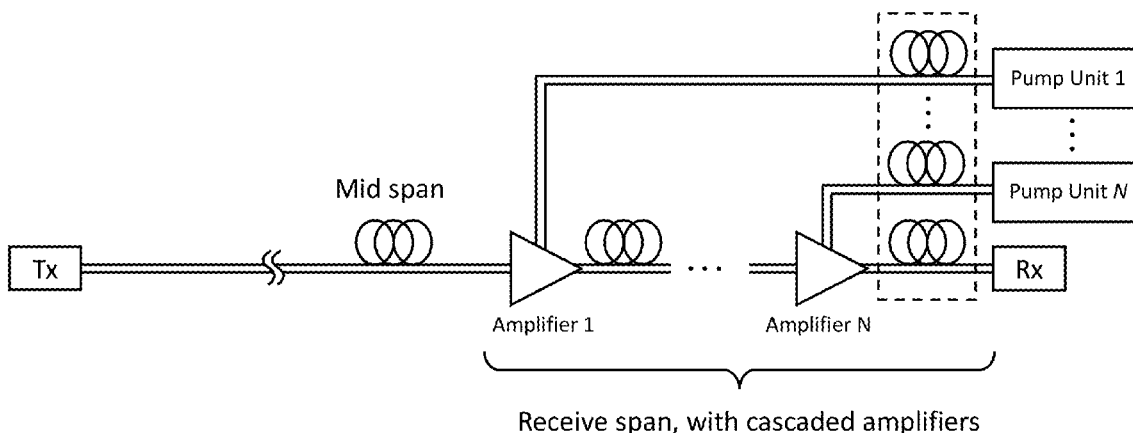 Pump Unit 1
Pump Unit N
Mid span
Tx
Rx
Amplifier 1
Amplifier N
Receive span, with cascaded amplifiers